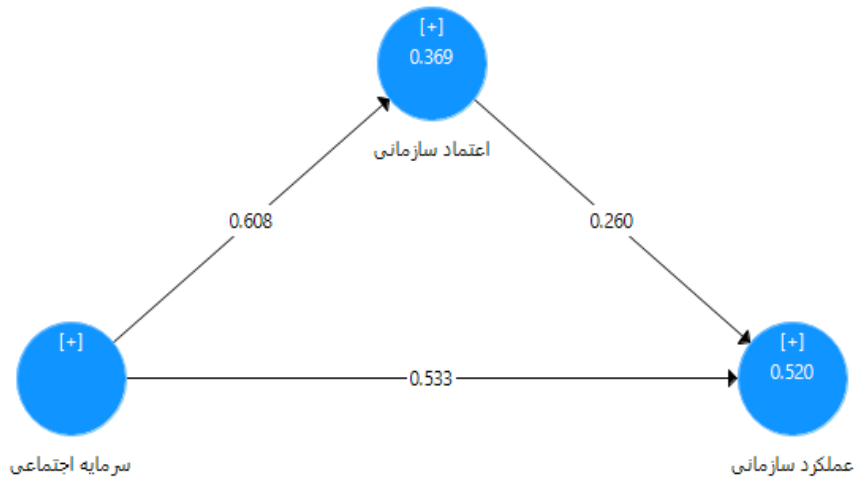 [+]
0.369
اعتماد سازمانی
0.608
0.260
[+]
0.533
[+]
0.520
سرمایه اجتماعی
عملکرد سازمانی